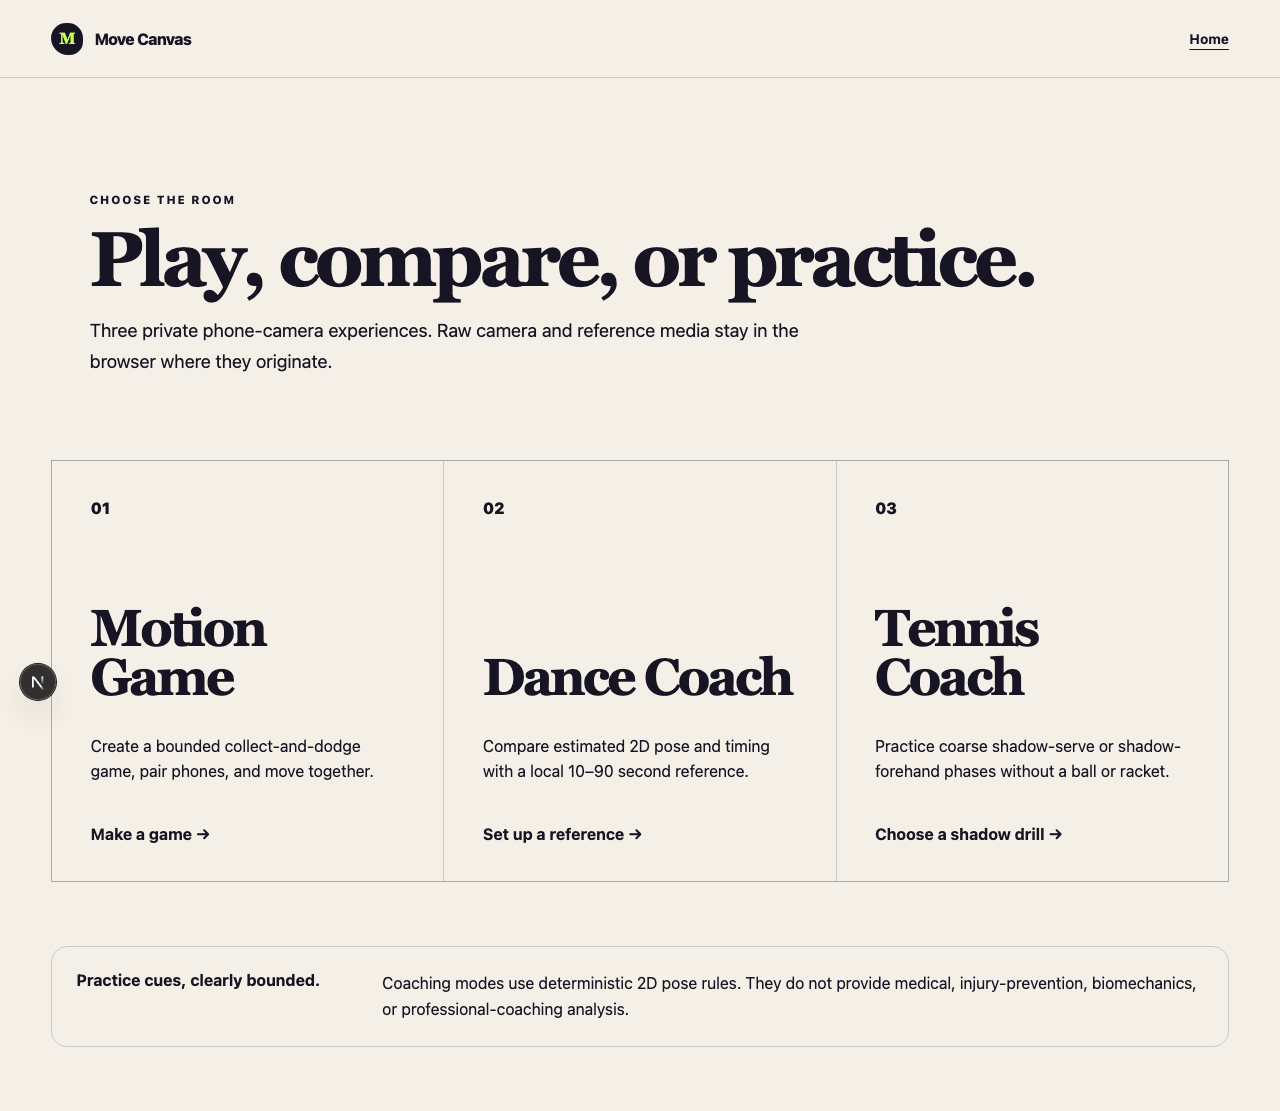 M
Move Canvas
Home
CHOOSE THE ROOM
Play, compare, or practice.
Three private phone-camera experiences. Raw camera and reference media stay in the
browser where they originate.
01
Motion
Game
Create a bounded collect-and-dodge
game, pair phones, and move together.
Make a game →
02
Dance Coach
Compare estimated 2D pose and timing
with a local 10–90 second reference.
Set up a reference →
03
Tennis
Coach
Practice coarse shadow-serve or shadow-
forehand phases without a ball or racket.
Choose a shadow drill →
N
Practice cues, clearly bounded.
Coaching modes use deterministic 2D pose rules. They do not provide medical, injury-prevention, biomechanics,
or professional-coaching analysis.